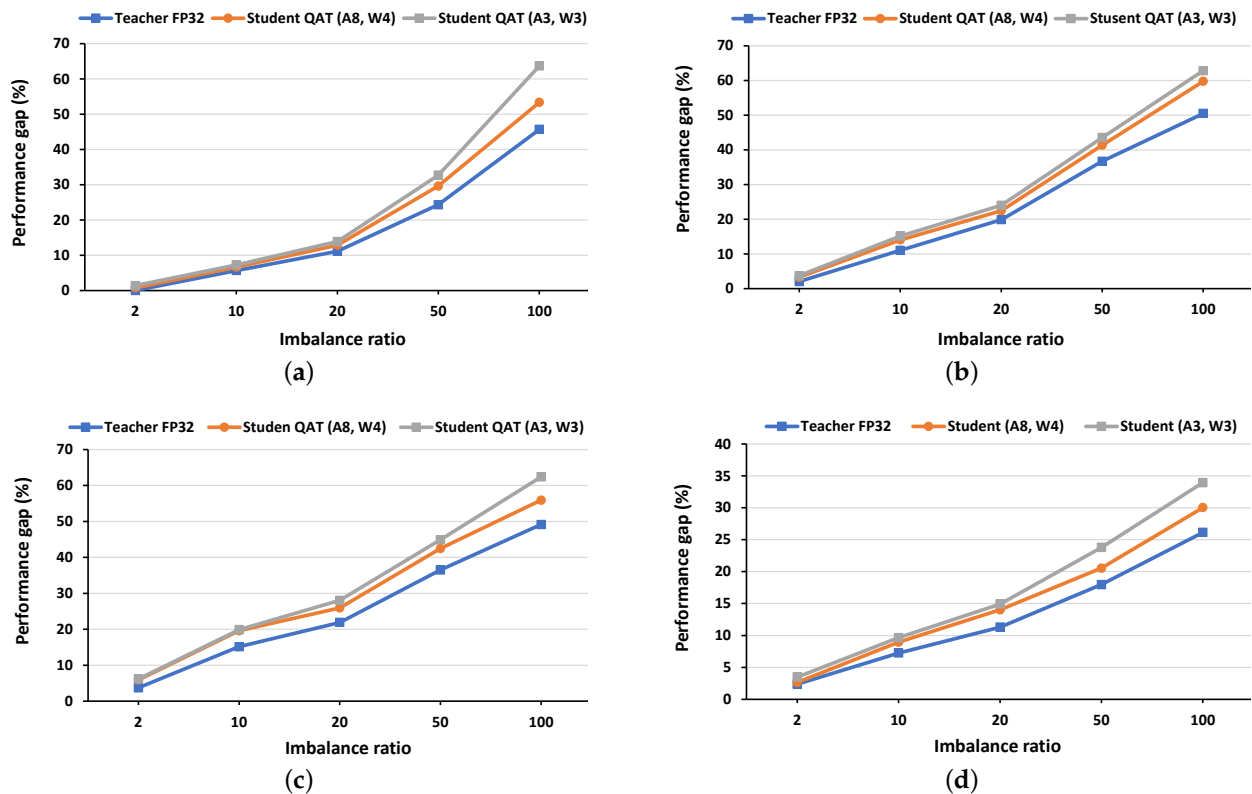 Teacher FP32 Student QAT (A8, W4) Student QAT (A3, W3)
70
60
50
40
30
20
10
0
Performance gap (%)
2 10 20 50 100
Imbalance ratio
(a)
Teacher FP32 Student QAT (A8, W4) Stusent QAT (A3, W3)
70
60
50
40
30
20
10
0
Performance gap (%)
2 10 20 50 100
Imbalance ratio
(b)
Teacher FP32 Studen QAT (A8, W4) Student QAT (A3, W3)
70
60
50
40
30
20
10
0
Performance gap (%)
2 10 20 50 100
Imbalance ratio
(c)
Teacher FP32 Student (A8, W4) Student (A3, W3)
40
35
30
25
20
15
10
5
0
Performance gap (%)
2 10 20 50 100
Imbalance ratio
(d)